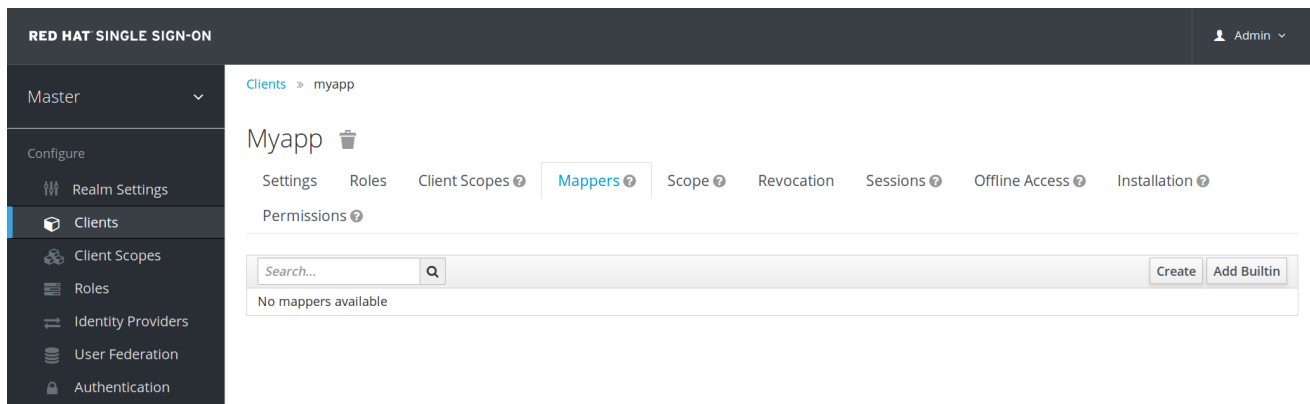 RED HAT SINGLE SIGN-ON
Admin
Master
Clients » myapp
Myapp
Configure
Realm Settings
Clients
Client Scopes
Roles
Identity Providers
User Federation
Authentication
Settings Roles Client Scopes Mappers Scope Revocation Sessions Offline Access Installation
Permissions
Search...
Create Add Builtin
No mappers available